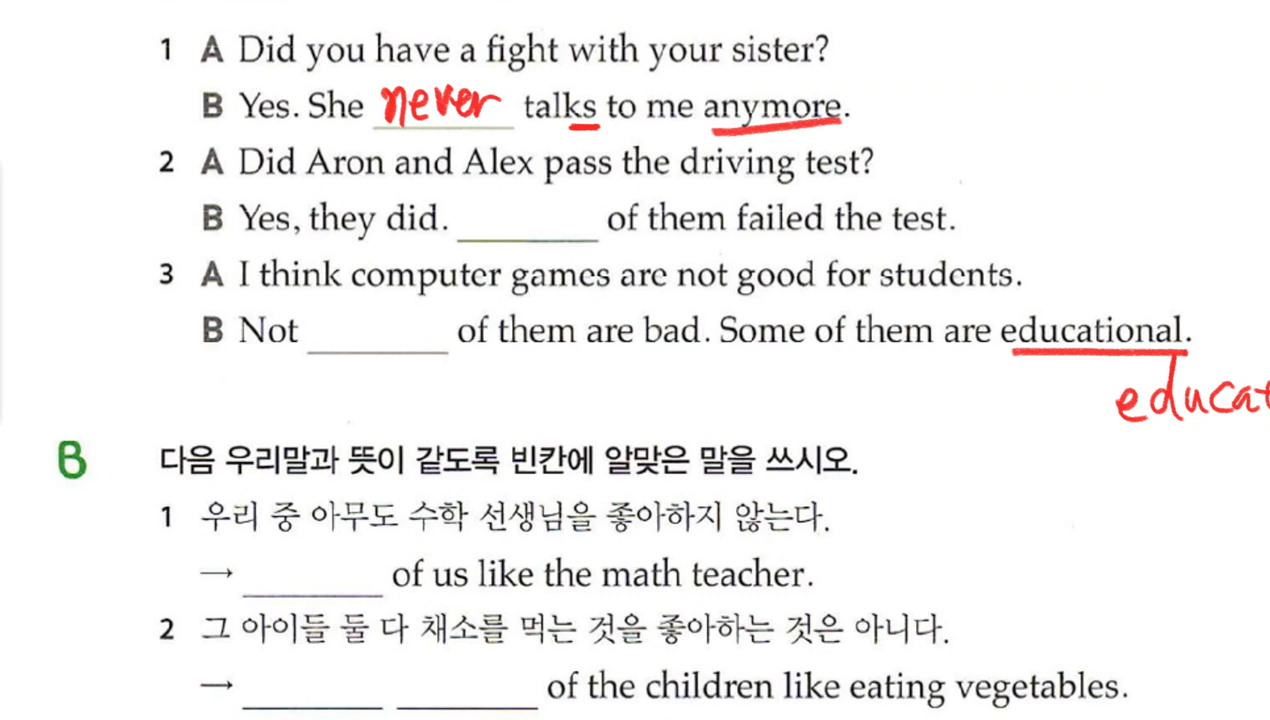 1 A Did you have a fight with your sister?
B Yes. She never talks to me anymore.
2 A Did Aron and Alex pass the driving test?
B Yes, they did. ______ of them failed the test.
3 A I think computer games are not good for students.
B Not ______ of them are bad. Some of them are educational.
educat
B 다음 우리말과 뜻이 같도록 빈칸에 알맞은 말을 쓰시오.
1 우리 중 아무도 수학 선생님을 좋아하지 않는다.
→ ______ of us like the math teacher.
2 그 아이들 둘 다 채소를 먹는 것을 좋아하는 것은 아니다.
→ ______ ______ of the children like eating vegetables.